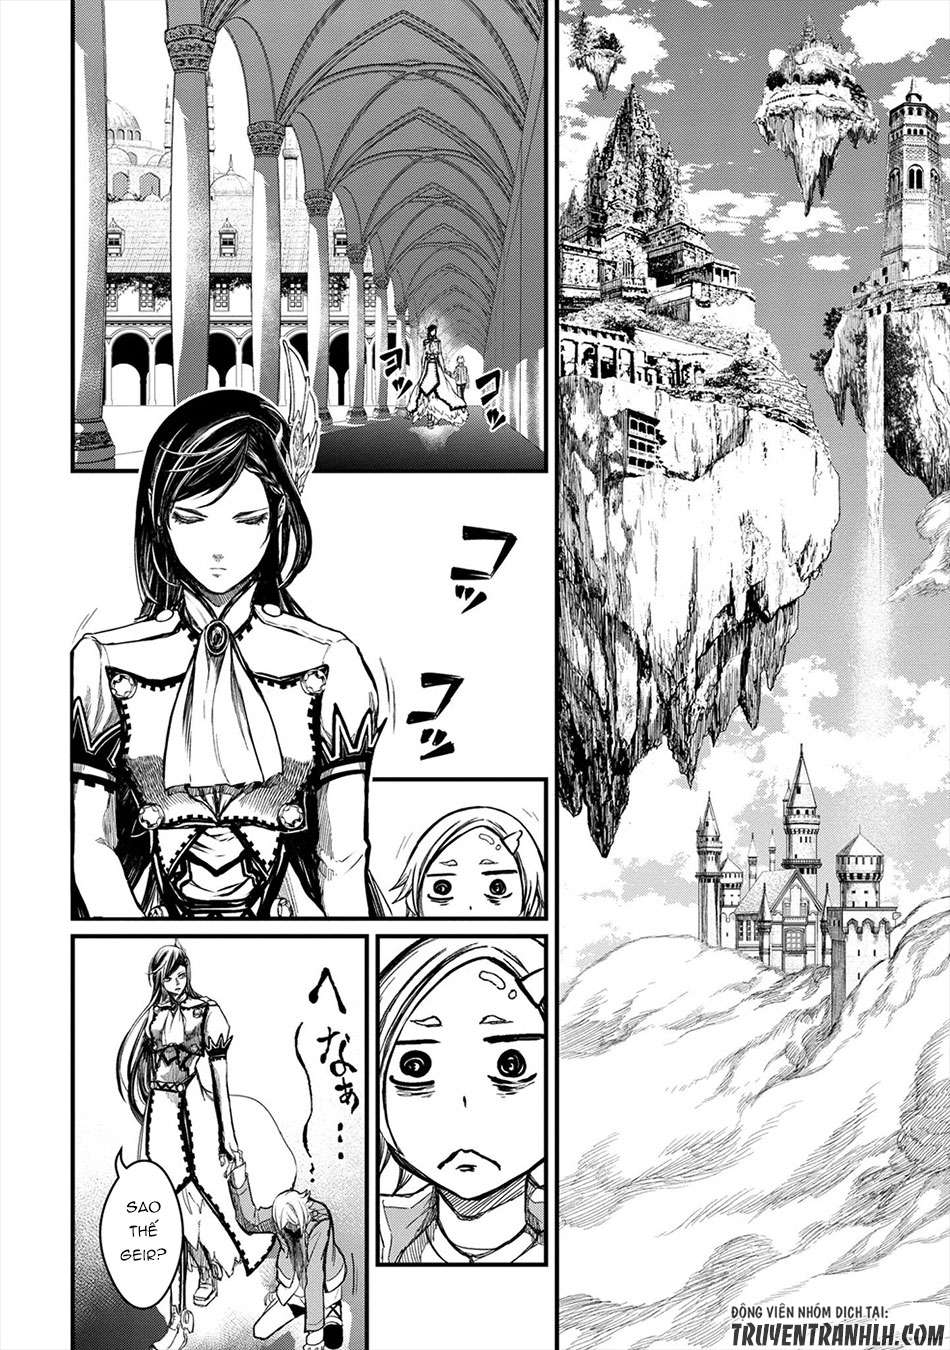 コッ
コッ
コッ
コッ
へなぁ…
SAO
THẾ
GEIR?
ĐỘNG VIÊN NHÓM DỊCH TẠI:
TRUYENTRANHLH.COM